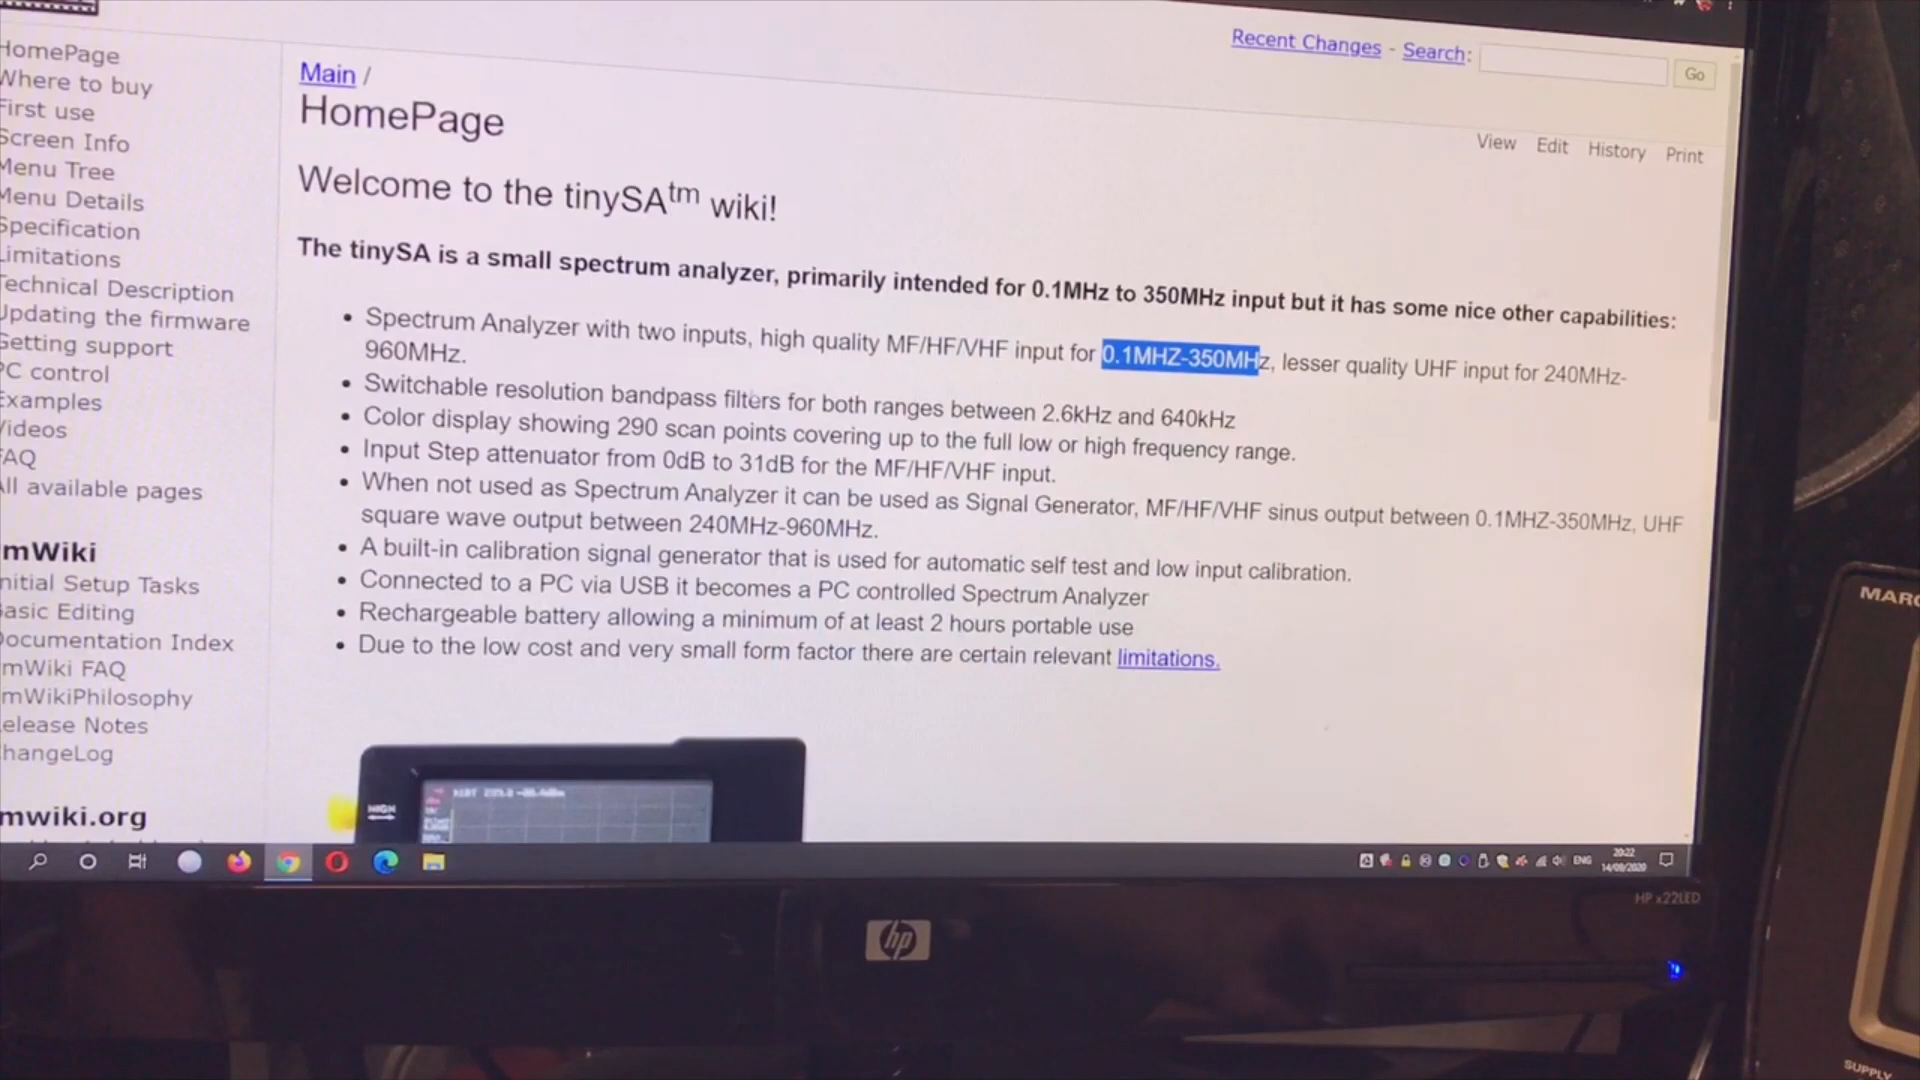 Recent Changes - Search: Go
View Edit History Print
HomePage
Where to buy
First use
Screen Info
Menu Tree
Menu Details
Specification
Limitations
Technical Description
Updating the firmware
Getting support
PC control
Examples
Videos
FAQ
All available pages
mWiki
Initial Setup Tasks
Basic Editing
Documentation Index
mWiki FAQ
mWikiPhilosophy
Release Notes
ChangeLog
mwiki.org
Main /
HomePage
Welcome to the tinySAtm wiki!
The tinySA is a small spectrum analyzer, primarily intended for 0.1MHz to 350MHz input but it has some nice other capabilities:
• Spectrum Analyzer with two inputs, high quality MF/HF/VHF input for 0.1MHZ-350MHz, lesser quality UHF input for 240MHz-
960MHz.
• Switchable resolution bandpass filters for both ranges between 2.6kHz and 640kHz
• Color display showing 290 scan points covering up to the full low or high frequency range.
• Input Step attenuator from 0dB to 31dB for the MF/HF/VHF input.
• When not used as Spectrum Analyzer it can be used as Signal Generator, MF/HF/VHF sinus output between 0.1MHZ-350MHz, UHF
square wave output between 240MHz-960MHz.
• A built-in calibration signal generator that is used for automatic self test and low input calibration.
• Connected to a PC via USB it becomes a PC controlled Spectrum Analyzer
• Rechargeable battery allowing a minimum of at least 2 hours portable use
• Due to the low cost and very small form factor there are certain relevant limitations.
HIGH
ENG
20:22
14/09/2020
HP x22LED
hp
MARC
SUPPLY